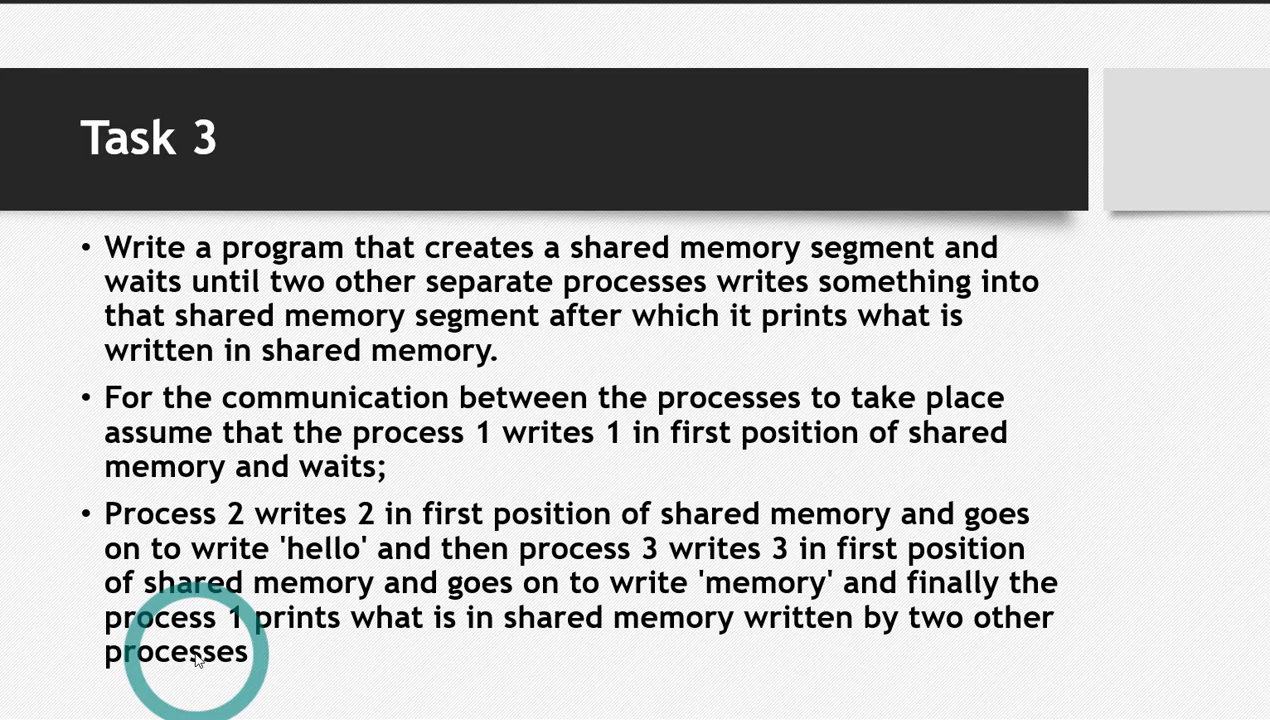 Task 3
• Write a program that creates a shared memory segment and
waits until two other separate processes writes something into
that shared memory segment after which it prints what is
written in shared memory.
• For the communication between the processes to take place
assume that the process 1 writes 1 in first position of shared
memory and waits;
• Process 2 writes 2 in first position of shared memory and goes
on to write 'hello' and then process 3 writes 3 in first position
of shared memory and goes on to write 'memory' and finally the
process 1 prints what is in shared memory written by two other
processes